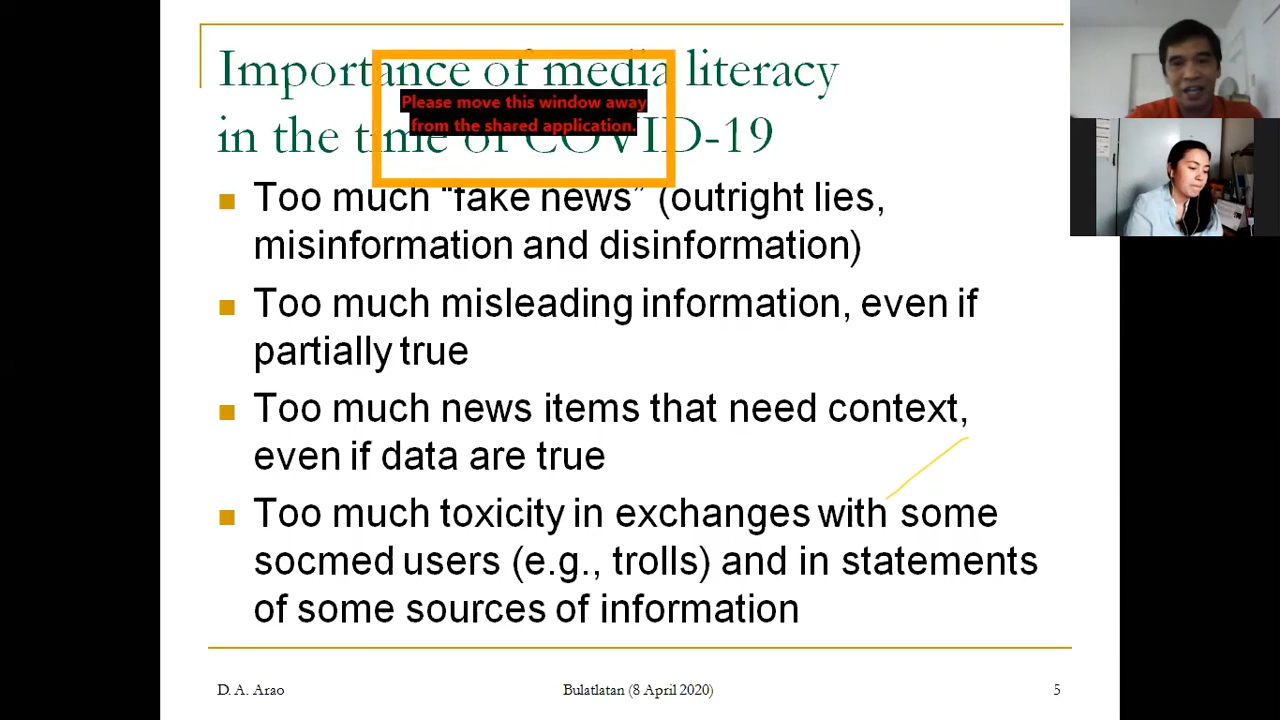 Importance of media literacy
Please move this window away
from the shared application.
in the time of COVID-19
Too much “fake news” (outright lies,
misinformation and disinformation)
Too much misleading information, even if
partially true
Too much news items that need context,
even if data are true
Too much toxicity in exchanges with some
socmed users (e.g., trolls) and in statements
of some sources of information
D. A. Arao
Bulatlatan (8 April 2020)
5